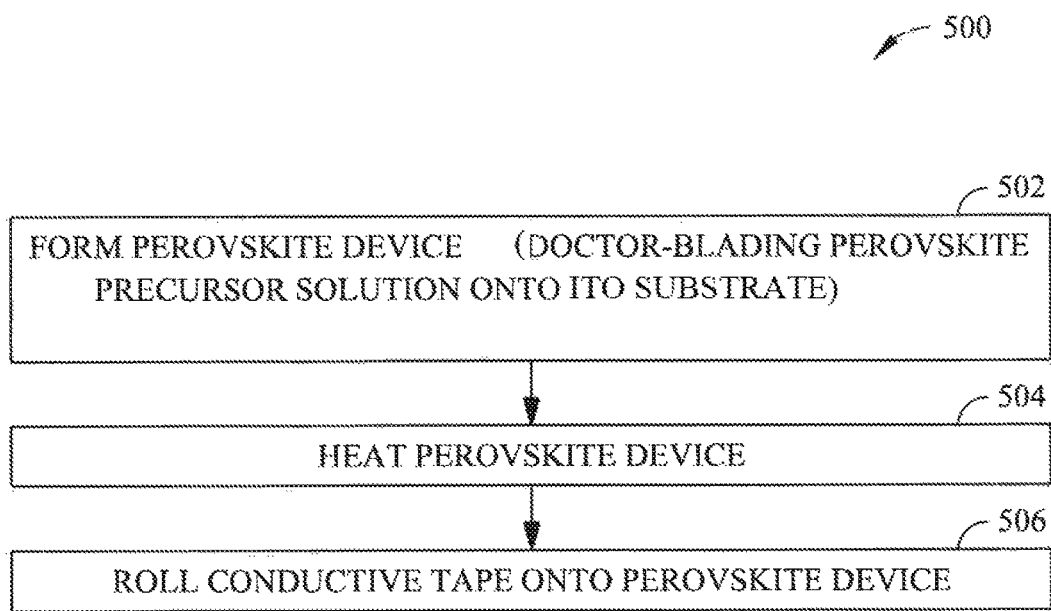 500
502
FORM PEROVSKITE DEVICE (DOCTOR-BLADING PEROVSKITE
PRECURSOR SOLUTION ONTO ITO SUBSTRATE)
504
HEAT PEROVSKITE DEVICE
506
ROLL CONDUCTIVE TAPE ONTO PEROVSKITE DEVICE